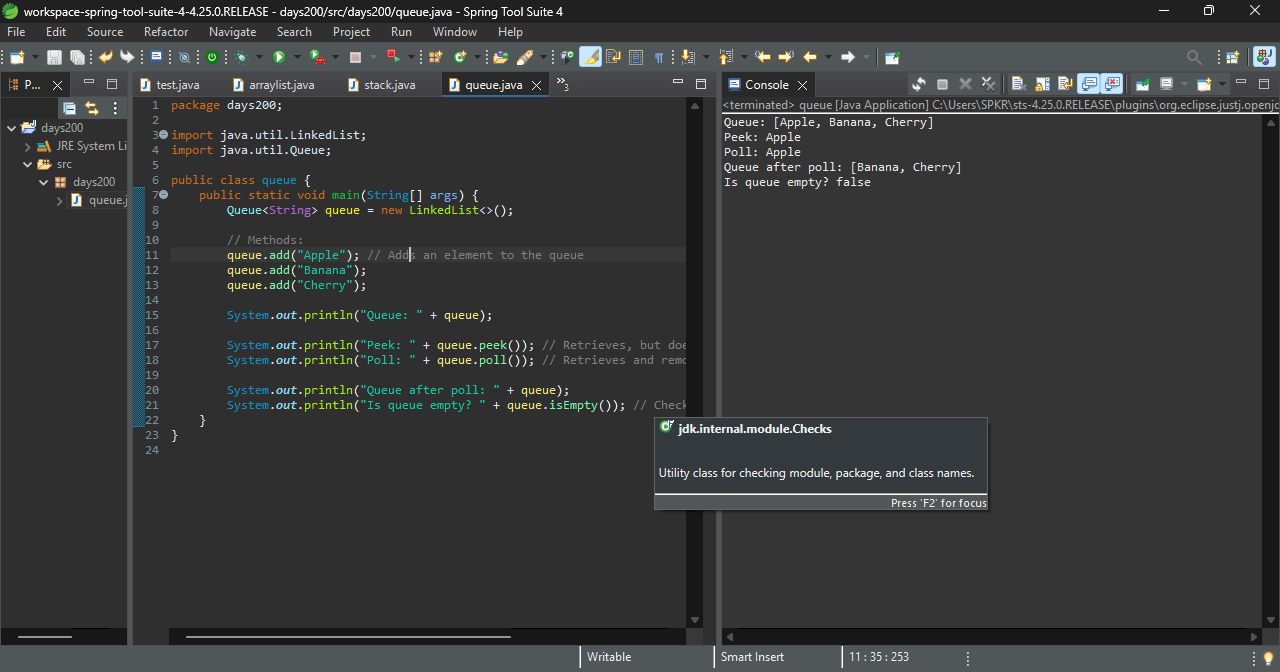 workspace-spring-tool-suite-4-4.25.0.RELEASE - days200/src/days200/queue.java - Spring Tool Suite 4
File Edit Source Refactor Navigate Search Project Run Window Help
P...
test.java arraylist.java stack.java queue.java »3
Console
<terminated> queue [Java Application] C:\Users\SPKR\sts-4.25.0.RELEASE\plugins\org.eclipse.justj.openjd
days200
JRE System Li
src
days200
queue.j
1 package days200;
2
3 import java.util.LinkedList;
4 import java.util.Queue;
5
6 public class queue {
7 public static void main(String[] args) {
8 Queue<String> queue = new LinkedList<>();
9
10 // Methods:
11 queue.add("Apple"); // Adds an element to the queue
12 queue.add("Banana");
13 queue.add("Cherry");
14
15 System.out.println("Queue: " + queue);
16
17 System.out.println("Peek: " + queue.peek()); // Retrieves, but doe
18 System.out.println("Poll: " + queue.poll()); // Retrieves and remo
19
20 System.out.println("Queue after poll: " + queue);
21 System.out.println("Is queue empty? " + queue.isEmpty()); // Check
22 }
23 }
24
Queue: [Apple, Banana, Cherry]
Peek: Apple
Poll: Apple
Queue after poll: [Banana, Cherry]
Is queue empty? false
jdk.internal.module.Checks
Utility class for checking module, package, and class names.
Press 'F2' for focus
Writable Smart Insert 11 : 35 : 253